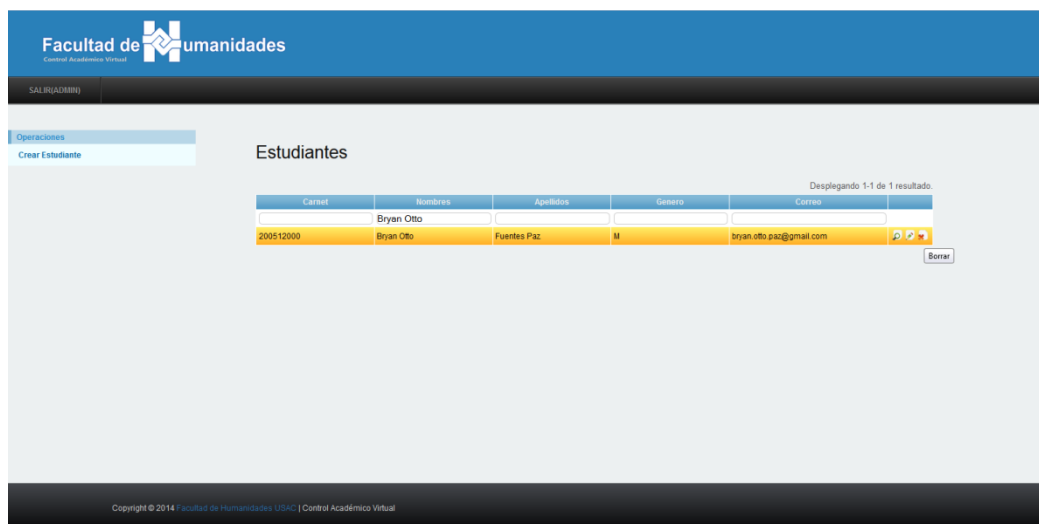 Facultad de Humanidades
Control Académico Virtual
SALIR(ADMIN)
Operaciones
Crear Estudiante
Estudiantes
Desplegando 1-1 de 1 resultado.
Carnet Nombres Apellidos Genero Correo
Bryan Otto
200512000 Bryan Otto Fuentes Paz M bryan.otto.paz@gmail.com
Borrar
Copyright © 2014 Facultad de Humanidades USAC | Control Académico Virtual